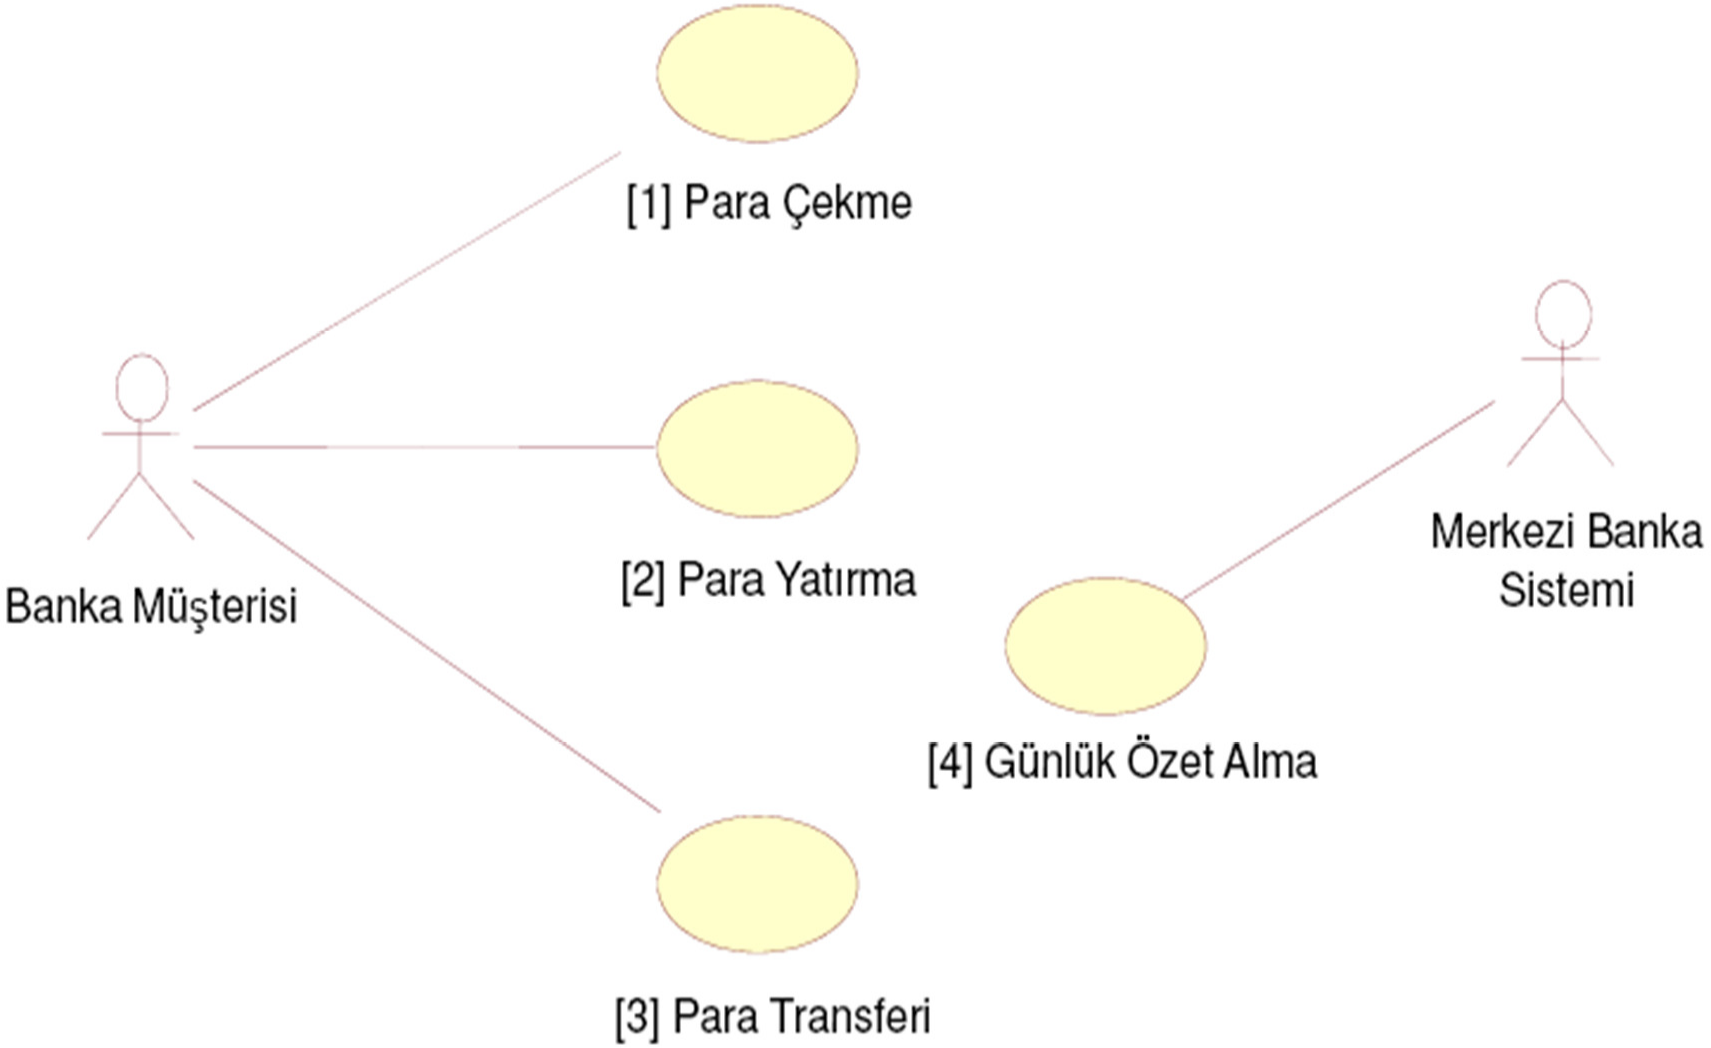 [1] Para Çekme
[2] Para Yatırma
Banka Müşterisi
Merkezi Banka
Sistemi
[4] Günlük Özet Alma
[3] Para Transferi